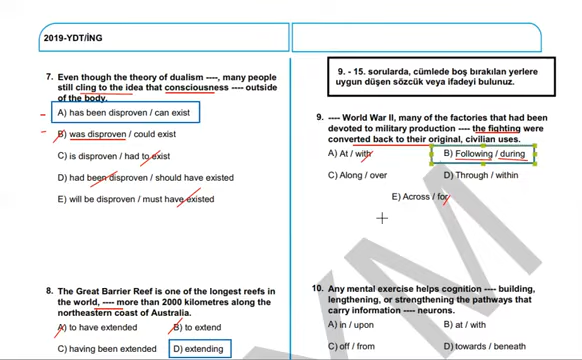 2019-YDT/İNG
7. Even though the theory of dualism ----, many people
still cling to the idea that consciousness ---- outside
of the body.
A) has been disproven / can exist
B) was disproven / could exist
C) is disproven / had to exist
D) had been disproven / should have existed
E) will be disproven / must have existed
8. The Great Barrier Reef is one of the longest reefs in
the world, ---- more than 2000 kilometres along the
northeastern coast of Australia.
A) to have extended
B) to extend
C) having been extended
D) extending
9. - 15. sorularda, cümlede boş bırakılan yerlere
uygun düşen sözcük veya ifadeyi bulunuz.
9. ---- World War II, many of the factories that had been
devoted to military production ---- the fighting were
converted back to their original, civilian uses.
A) At / with
B) Following / during
C) Along / over
D) Through / within
E) Across / for
10. Any mental exercise helps cognition ---- building,
lengthening, or strengthening the pathways that
carry information ---- neurons.
A) in / upon
B) at / with
C) off / from
D) towards / beneath